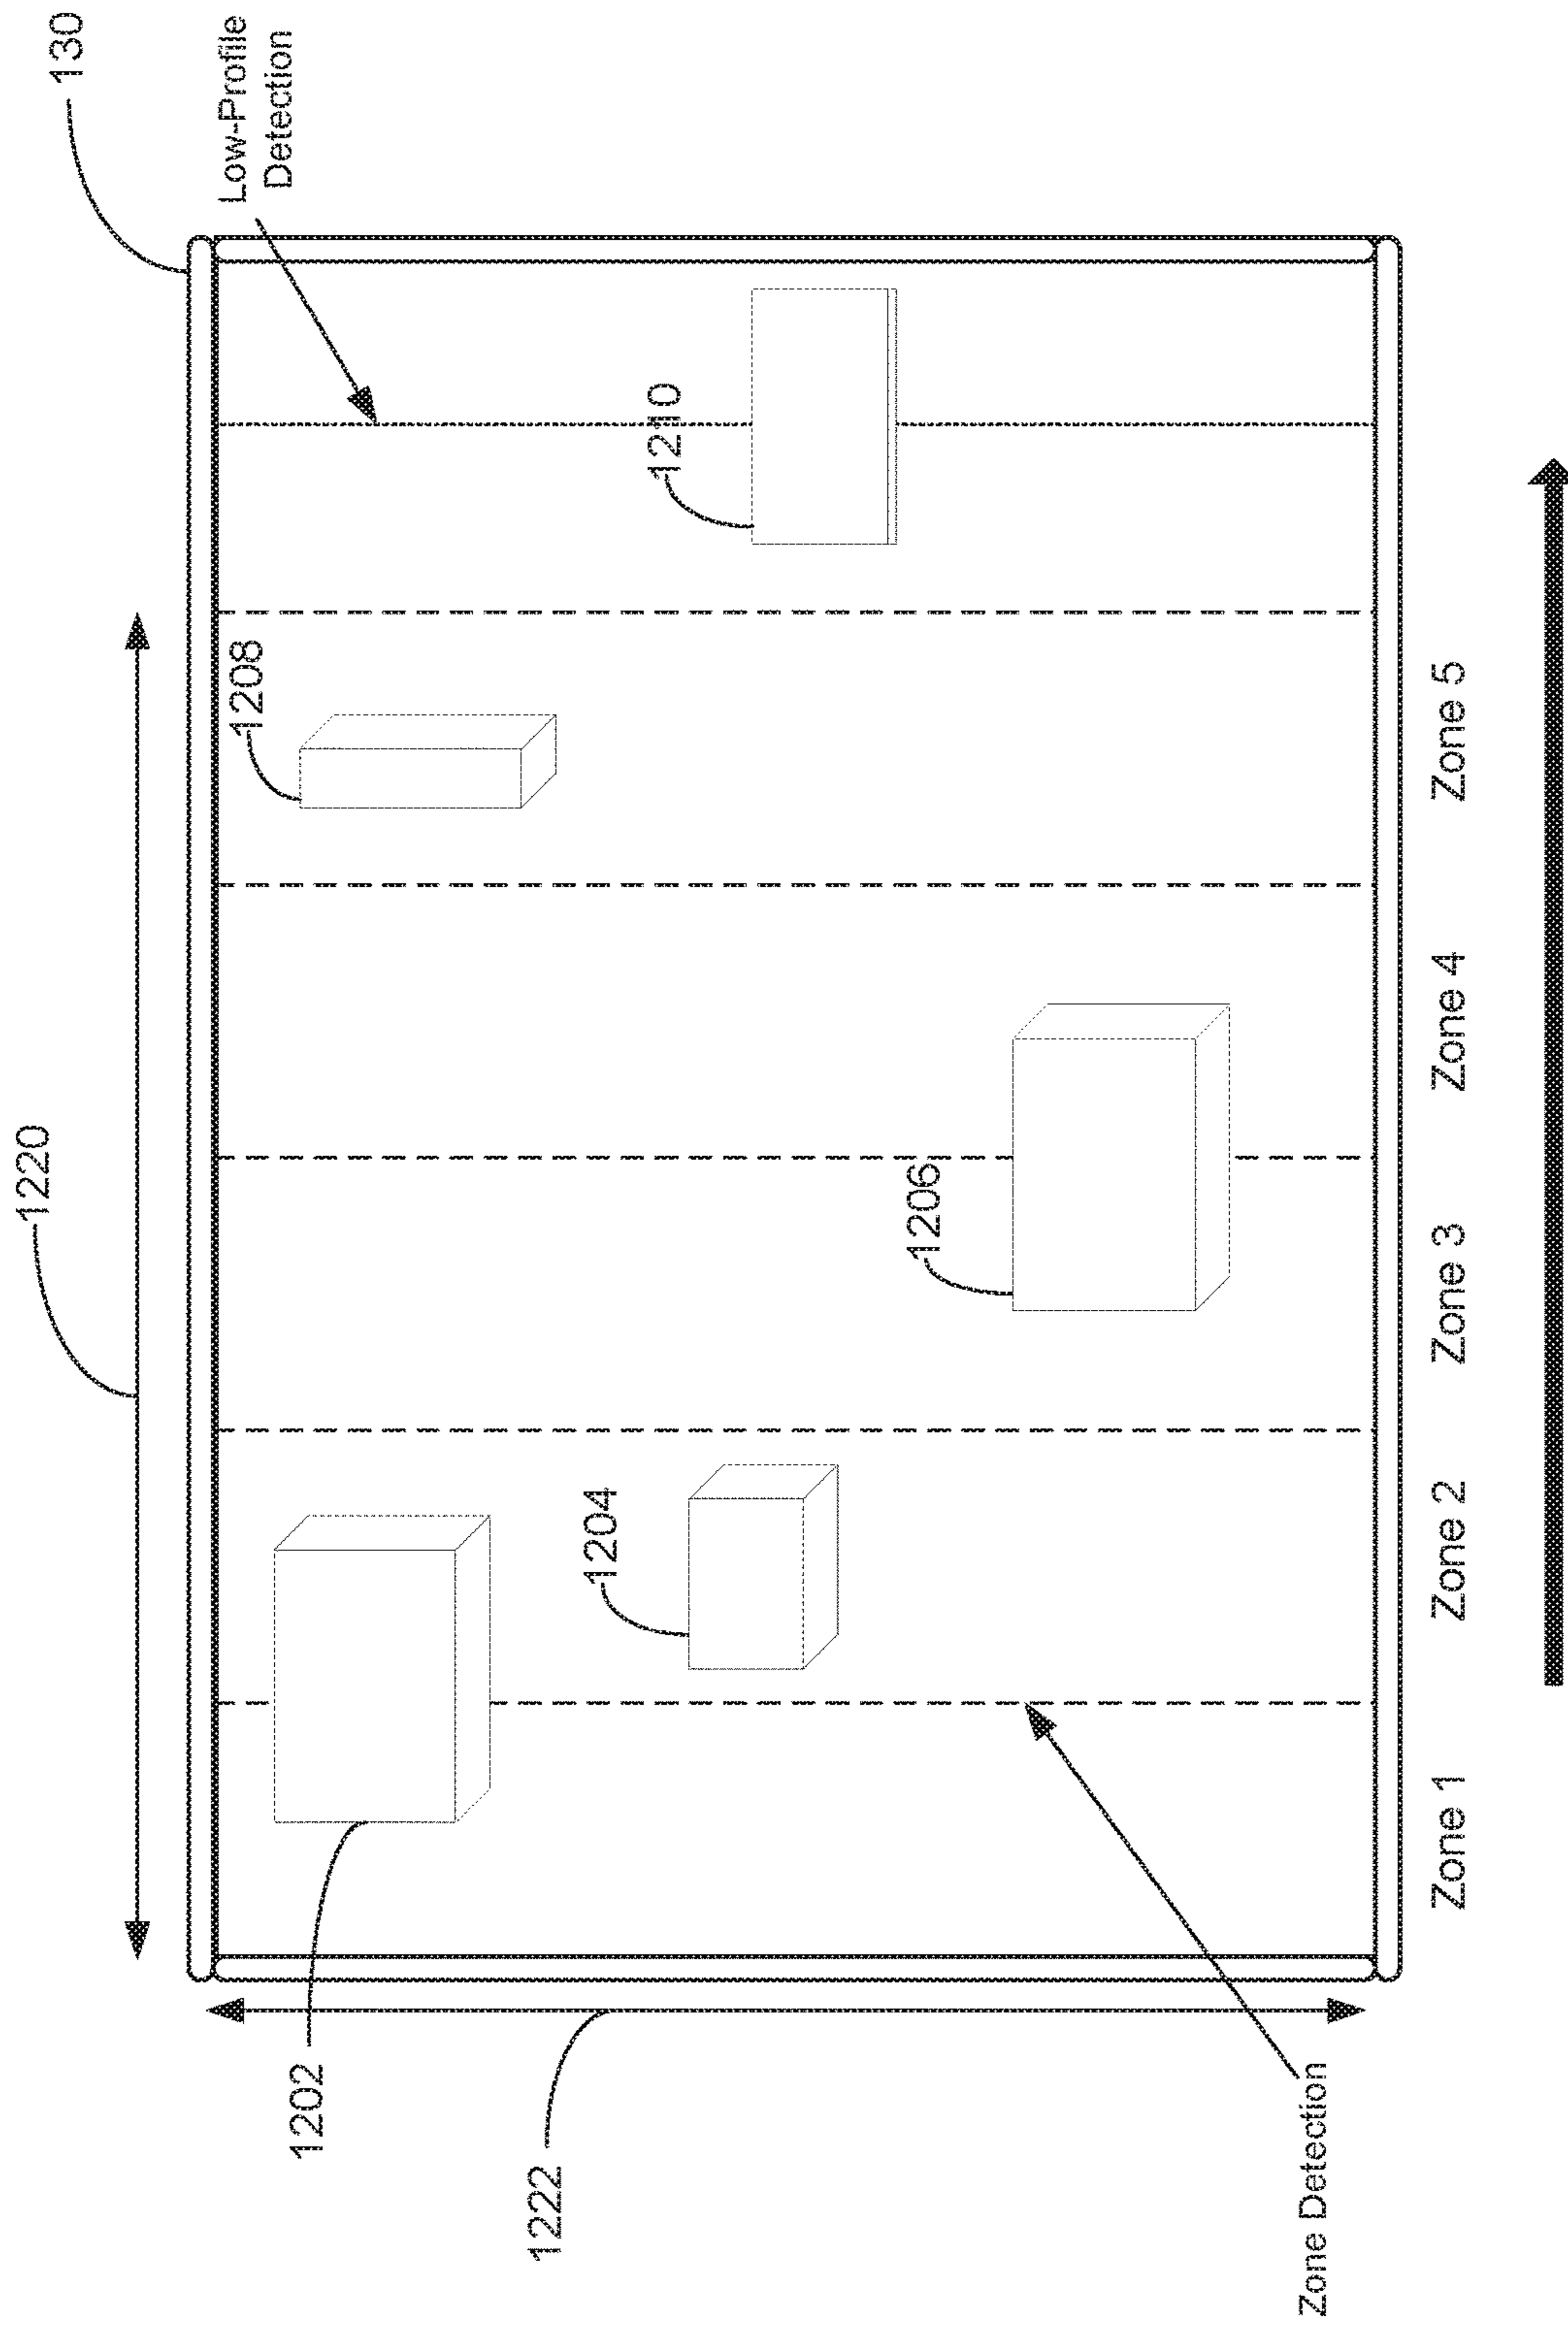 130
1220
Low-Profile
Detection
1208
1210
1202
1204
1206
1222
Zone Detection
Zone 1
Zone 2
Zone 3
Zone 4
Zone 5